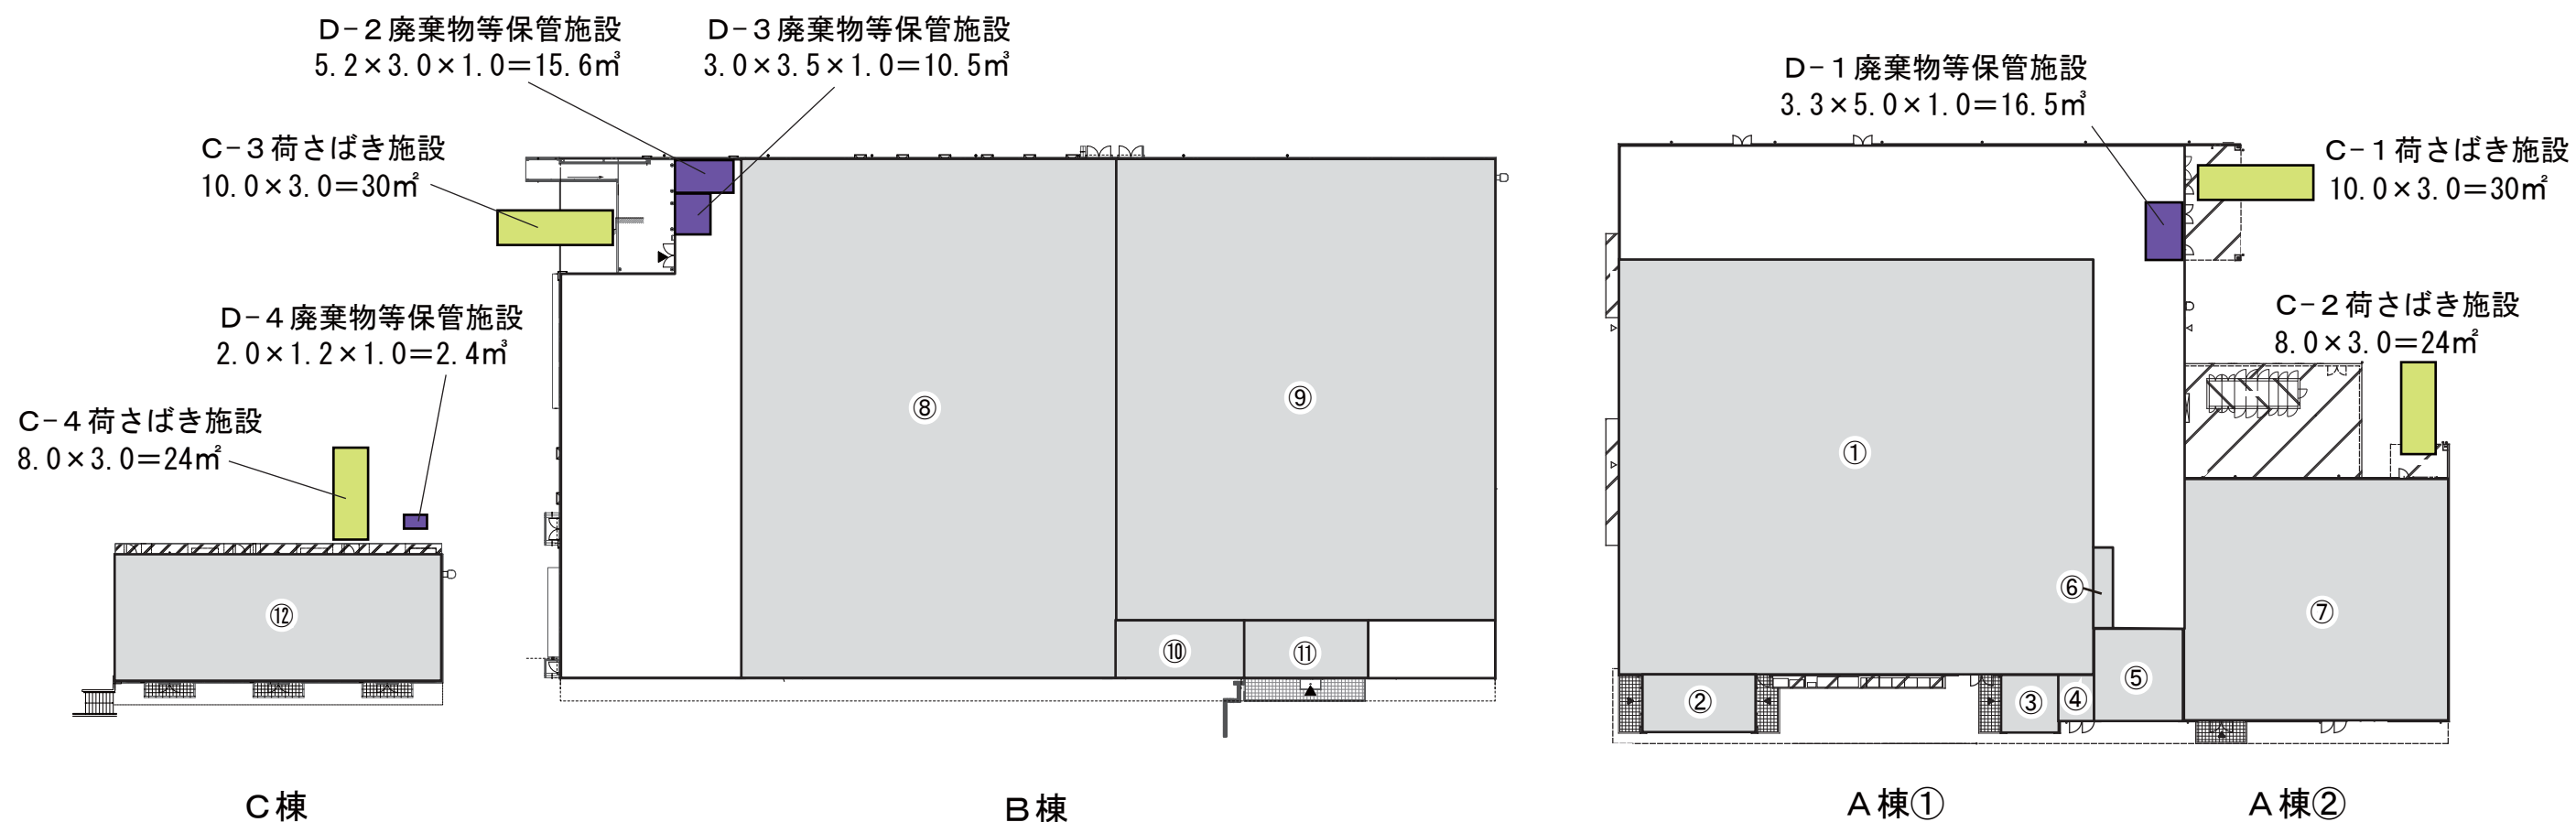 D-2廃棄物等保管施設
5.2×3.0×1.0=15.6㎥
D-3廃棄物等保管施設
3.0×3.5×1.0=10.5㎥
D-1廃棄物等保管施設
3.3×5.0×1.0=16.5㎥
C-3荷さばき施設
10.0×3.0=30㎡
C-1荷さばき施設
10.0×3.0=30㎡
D-4廃棄物等保管施設
2.0×1.2×1.0=2.4㎥
C-2荷さばき施設
8.0×3.0=24㎡
C-4荷さばき施設
8.0×3.0=24㎡
⑧
⑨
①
⑥
⑦
⑫
⑩
⑪
⑤
②
③
④
C棟
B棟
A棟①
A棟②